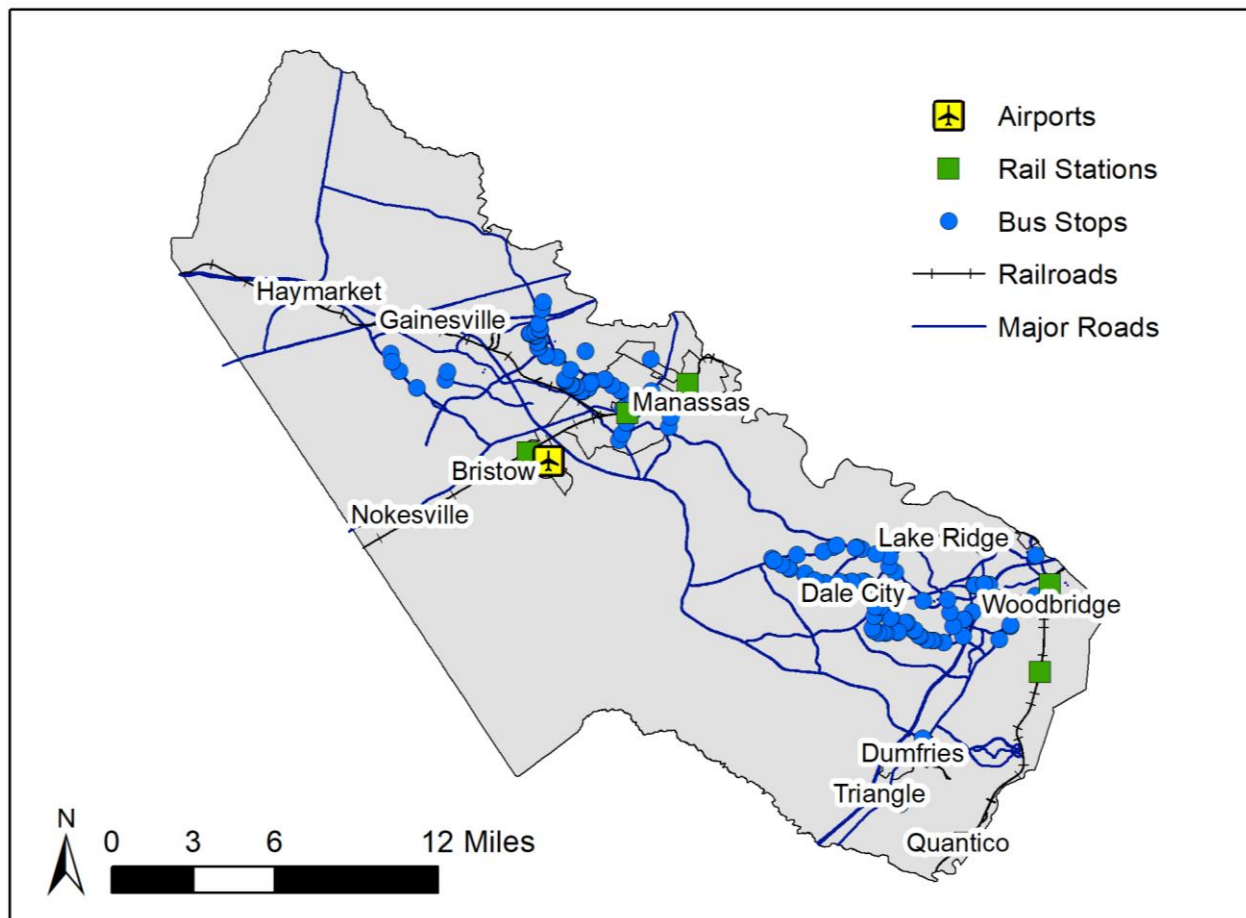 Airports
Rail Stations
Bus Stops
Railroads
Major Roads
Haymarket
Gainesville
Manassas
Bristow
Nokesville
Lake Ridge
Dale City
Woodbridge
Dumfries
Triangle
Quantico
N
0 3 6 12 Miles